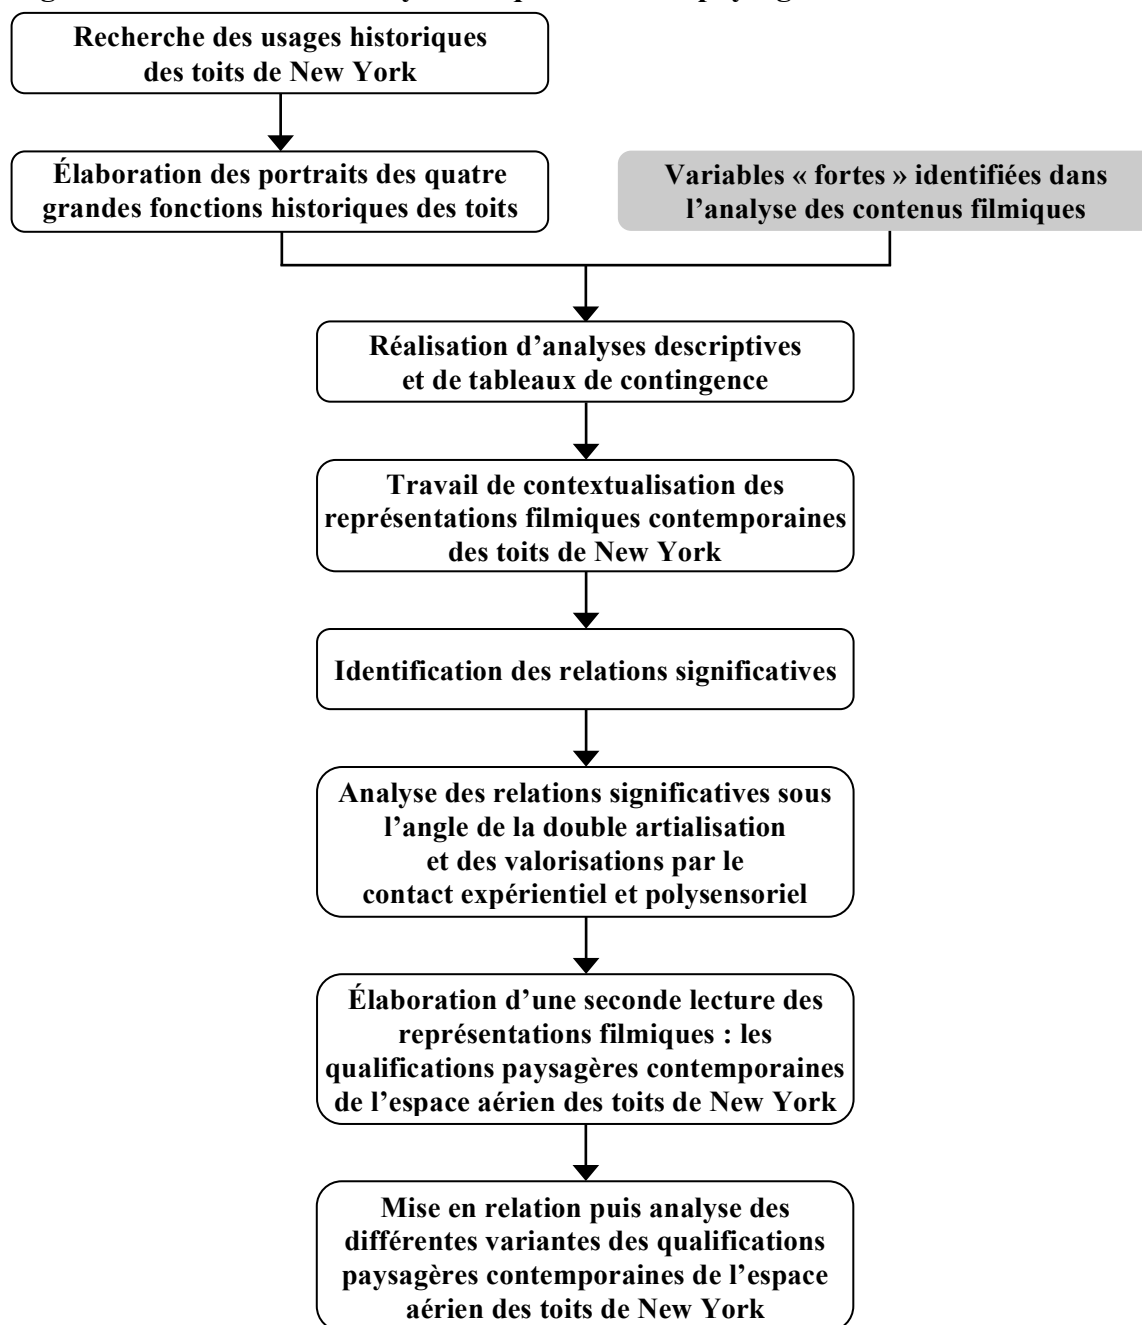 Recherche des usages historiques
des toits de New York
Élaboration des portraits des quatre
grandes fonctions historiques des toits
Variables « fortes » identifiées dans
l’analyse des contenus filmiques
Réalisation d’analyses descriptives
et de tableaux de contingence
Travail de contextualisation des
représentations filmiques contemporaines
des toits de New York
Identification des relations significatives
Analyse des relations significatives sous
l’angle de la double artialisation
et des valorisations par le
contact expérientiel et polysensoriel
Élaboration d’une seconde lecture des
représentations filmiques : les
qualifications paysagères contemporaines
de l’espace aérien des toits de New York
Mise en relation puis analyse des
différentes variantes des qualifications
paysagères contemporaines de l’espace
aérien des toits de New York